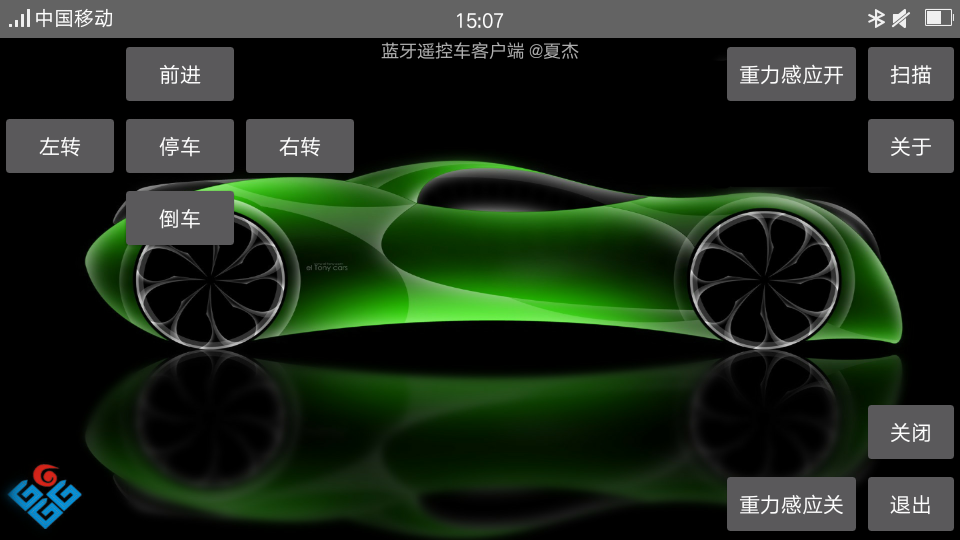 中国移动
15:07
蓝牙遥控车客户端 @夏杰
前进
重力感应开
扫描
左转
停车
右转
关于
倒车
el Tony cars
关闭
重力感应关
退出